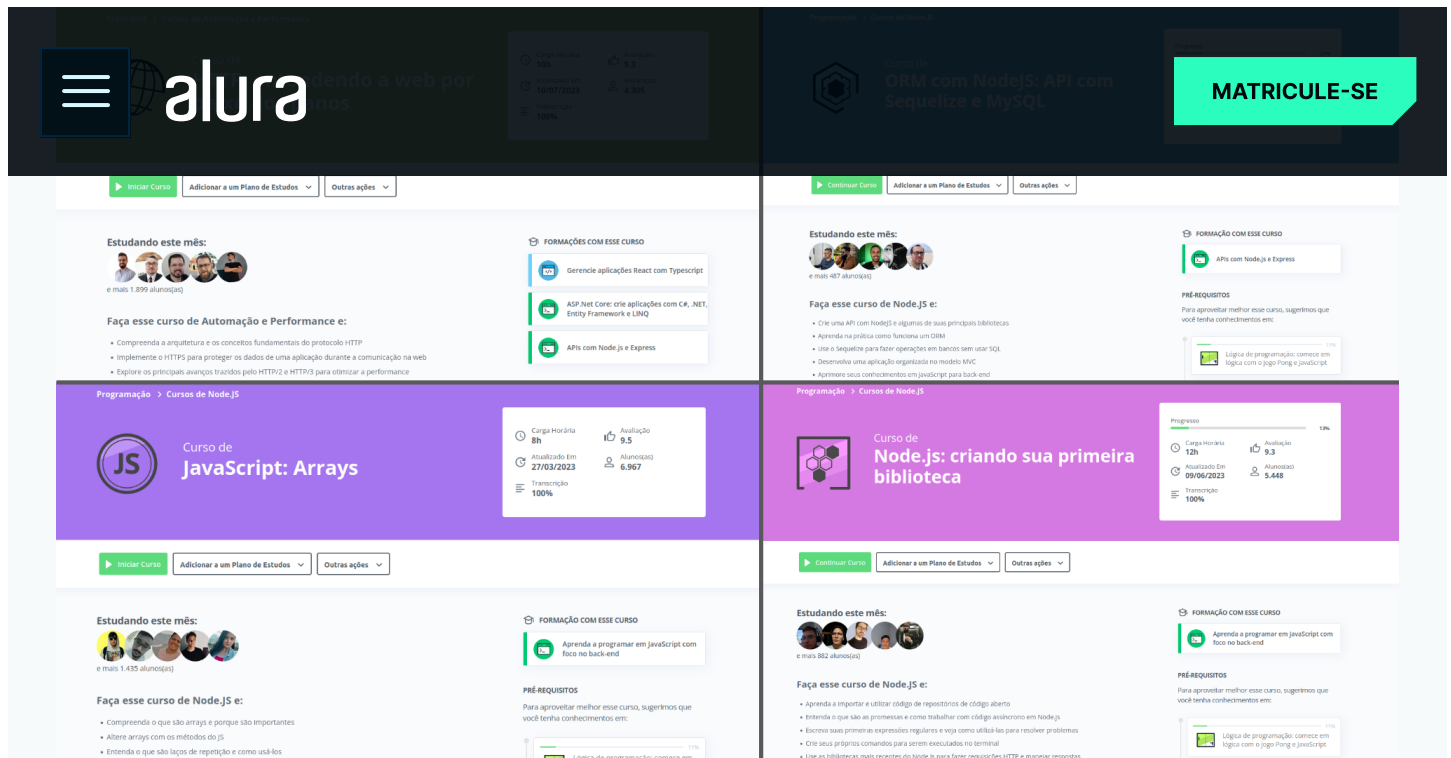 alura
MATRICULE-SE
ORM com NodeJS: API com
Sequelize e MySQL
Iniciar Curso
Adicionar a um Plano de Estudos
Outras ações
Estudando este mês:
e mais 1.899 alunos(as)
Faça esse curso de Automação e Performance e:
• Compreenda a arquitetura e os conceitos fundamentais do protocolo HTTP
• Implemente o HTTPS para proteger os dados de uma aplicação durante a comunicação na web
• Explore os principais avanços trazidos pelo HTTP/2 e HTTP/3 para otimizar a performance
FORMAÇÕES COM ESSE CURSO
Gerencie aplicações React com Typescript
ASP.Net Core: crie aplicações com C#, .NET,
Entity Framework e LINQ
APIs com Node.js e Express
Continuar Curso
Adicionar a um Plano de Estudos
Outras ações
Estudando este mês:
e mais 487 alunos(as)
Faça esse curso de Node.JS e:
• Crie uma API com NodeJS e algumas de suas principais bibliotecas
• Aprenda na prática como funciona um ORM
• Use o Sequelize para fazer operações em bancos sem usar SQL
• Desenvolva uma aplicação organizada no modelo MVC
• Aprimore seus conhecimentos em JavaScript para back-end
FORMAÇÃO COM ESSE CURSO
APIs com Node.js e Express
PRÉ-REQUISITOS
Para aproveitar melhor esse curso, sugerimos que
você tenha conhecimentos em:
Lógica de programação: comece em
lógica com o jogo Pong e JavaScript
Programação > Cursos de Node.JS
JS
Curso de
JavaScript: Arrays
Carga Horária
8h
Avaliação
9.5
Atualizado Em
27/03/2023
Alunos(as)
6.967
Transcrição
100%
Iniciar Curso
Adicionar a um Plano de Estudos
Outras ações
Estudando este mês:
e mais 1.435 alunos(as)
Faça esse curso de Node.JS e:
• Compreenda o que são arrays e porque são importantes
• Altere arrays com os métodos do JS
• Entenda o que são laços de repetição e como usá-los
FORMAÇÃO COM ESSE CURSO
Aprenda a programar em JavaScript com
foco no back-end
PRÉ-REQUISITOS
Para aproveitar melhor esse curso, sugerimos que
você tenha conhecimentos em:
11%
Lógica de programação: comece em
Programação > Cursos de Node.JS
Curso de
Node.js: criando sua primeira
biblioteca
Progresso
13%
Carga Horária
12h
Avaliação
9.3
Atualizado Em
09/06/2023
Alunos(as)
5.448
Transcrição
100%
Continuar Curso
Adicionar a um Plano de Estudos
Outras ações
Estudando este mês:
e mais 882 alunos(as)
Faça esse curso de Node.JS e:
• Aprenda a importar e utilizar código de repositórios de código aberto
• Entenda o que são as promessas e como trabalhar com código assíncrono em Node.js
• Escreva suas primeiras expressões regulares e veja como utilizá-las para resolver problemas
• Crie seus próprios comandos para serem executados no terminal
• Use as bibliotecas mais recentes do Node.js para fazer requisições HTTP e manejar respostas
FORMAÇÃO COM ESSE CURSO
Aprenda a programar em JavaScript com
foco no back-end
PRÉ-REQUISITOS
Para aproveitar melhor esse curso, sugerimos que
você tenha conhecimentos em:
11%
Lógica de programação: comece em
lógica com o jogo Pong e JavaScript